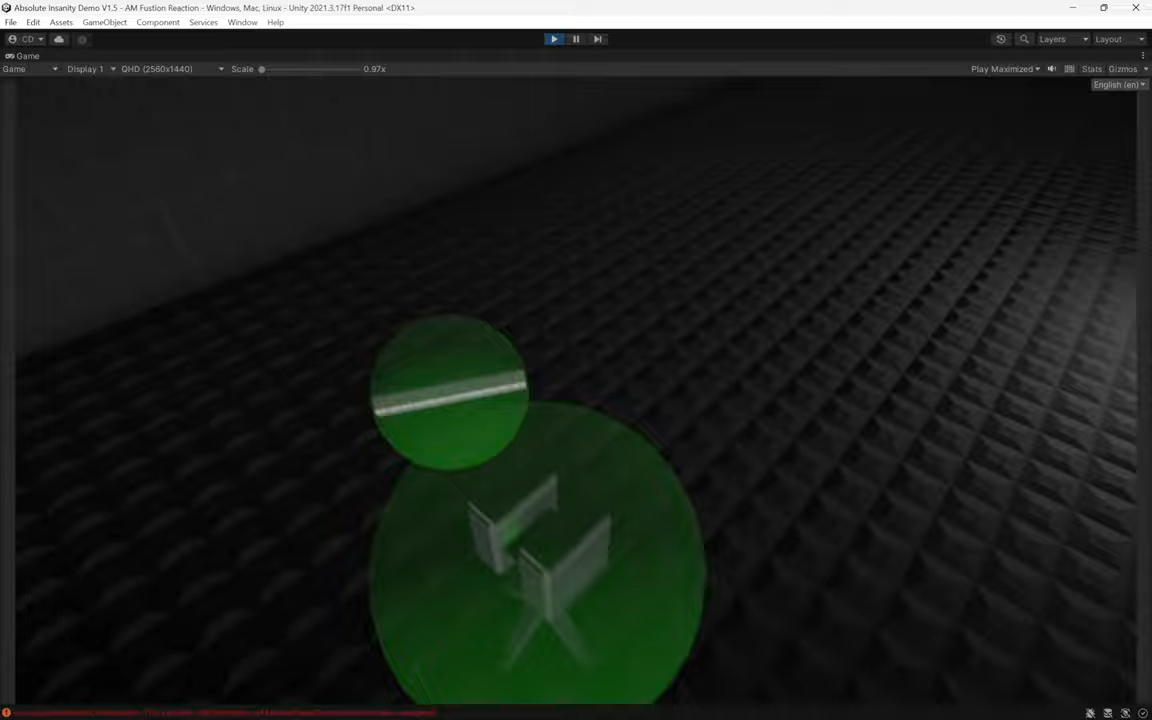 Absolute Insanity Demo V1.5 - AM Fustion Reaction - Windows, Mac, Linux - Unity 2021.3.17f1 Personal <DX11>
File Edit Assets GameObject Component Services Window Help
CD Layers Layout
Game
Game Display 1 QHD (2560x1440) Scale 0.97x Play Maximized Stats Gizmos
English (en)